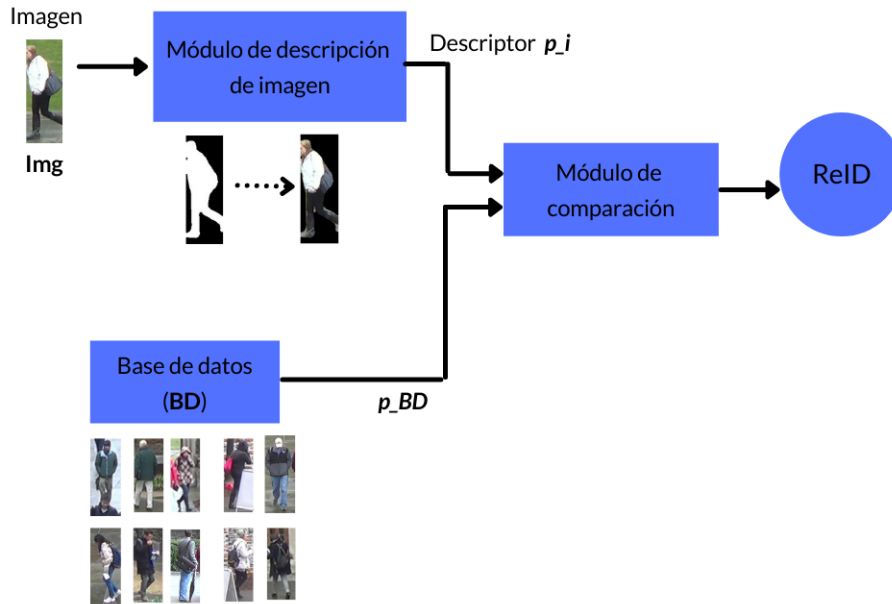 Imagen
Img
Módulo de descripción
de imagen
Descriptor p_i
Módulo de
comparación
ReID
Base de datos
(BD)
p_BD